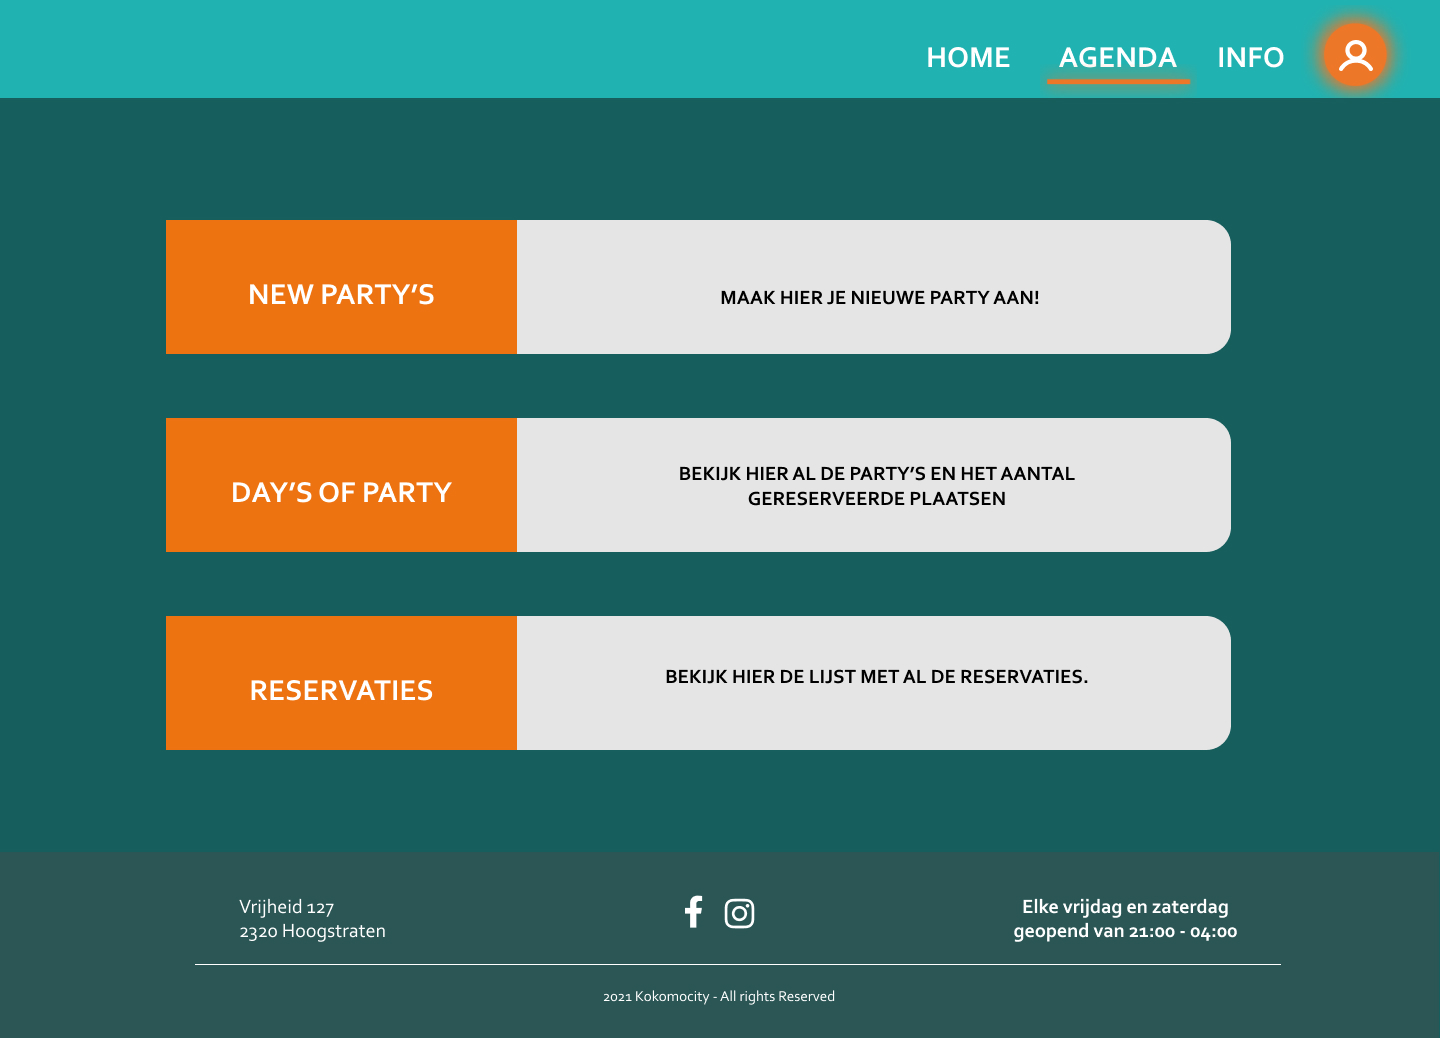 HOME AGENDA INFO
NEW PARTY’S
MAAK HIER JE NIEUWE PARTY AAN!
DAY’S OF PARTY
BEKIJK HIER AL DE PARTY’S EN HET AANTAL
GERESERVEERDE PLAATSEN
RESERVATIES
BEKIJK HIER DE LIJST MET AL DE RESERVATIES.
Vrijheid 127
2320 Hoogstraten
Elke vrijdag en zaterdag
geopend van 21:00 - 04:00
2021 Kokomocity - All rights Reserved